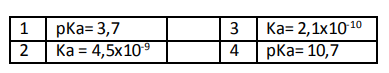 1 pKa= 3,7 3 Ka= 2,1x10⁻¹⁰
2 Ka = 4,5x10⁻⁹ 4 pKa= 10,7